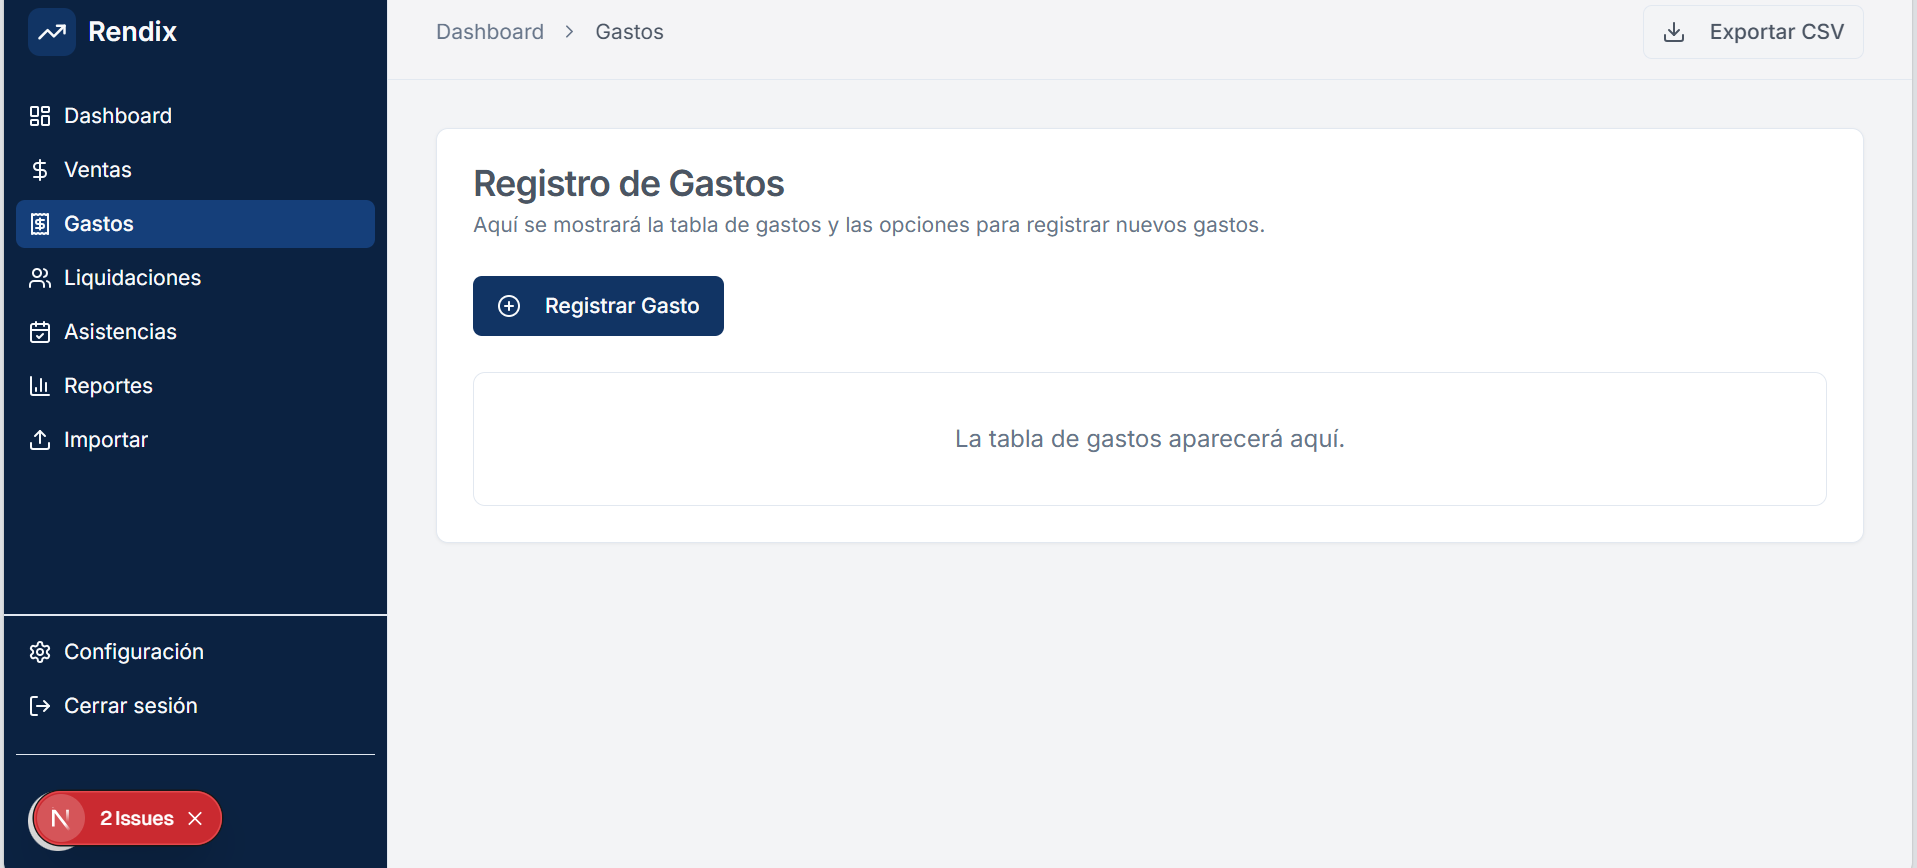 Rendix
Dashboard
Ventas
Gastos
Liquidaciones
Asistencias
Reportes
Importar
Configuración
Cerrar sesión
N 2 Issues
Dashboard > Gastos
Exportar CSV
Registro de Gastos
Aquí se mostrará la tabla de gastos y las opciones para registrar nuevos gastos.
Registrar Gasto
La tabla de gastos aparecerá aquí.